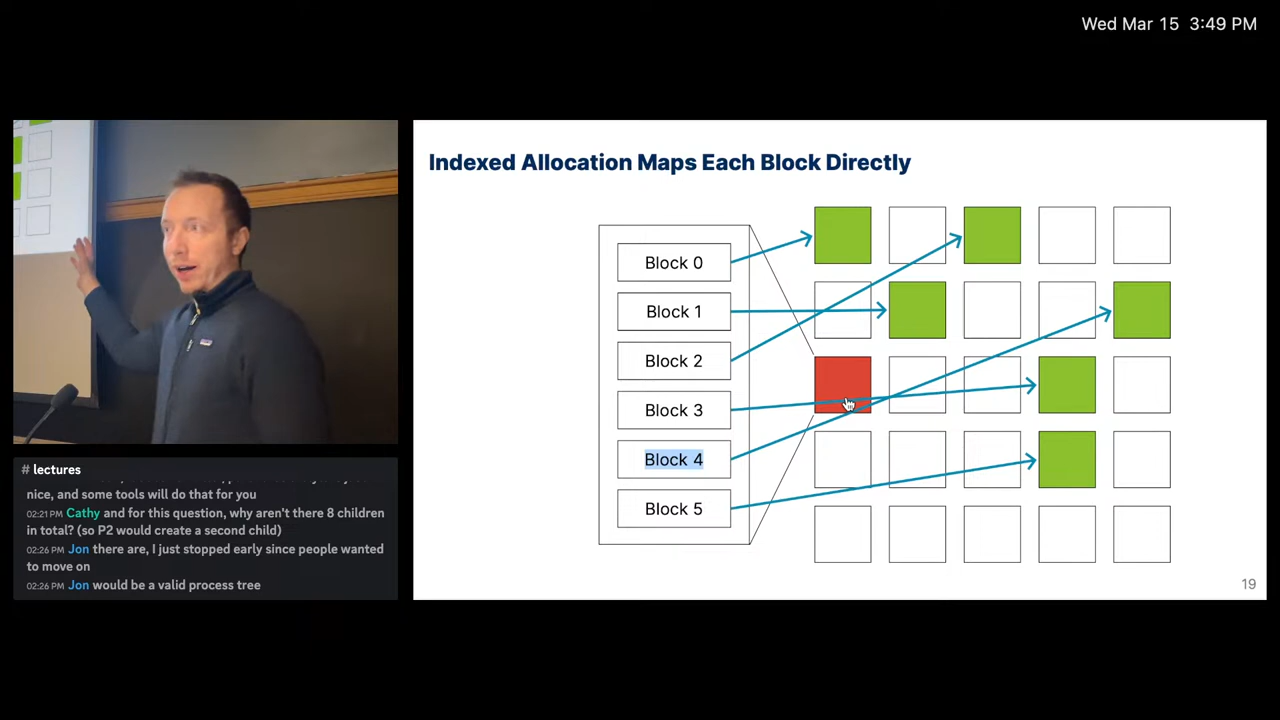 Wed Mar 15 3:49 PM
Indexed Allocation Maps Each Block Directly
Block 0
Block 1
Block 2
Block 3
Block 4
Block 5
19
# lectures
nice, and some tools will do that for you
02:21 PM Cathy and for this question, why aren't there 8 children
in total? (so P2 would create a second child)
02:26 PM Jon there are, I just stopped early since people wanted
to move on
02:26 PM Jon would be a valid process tree